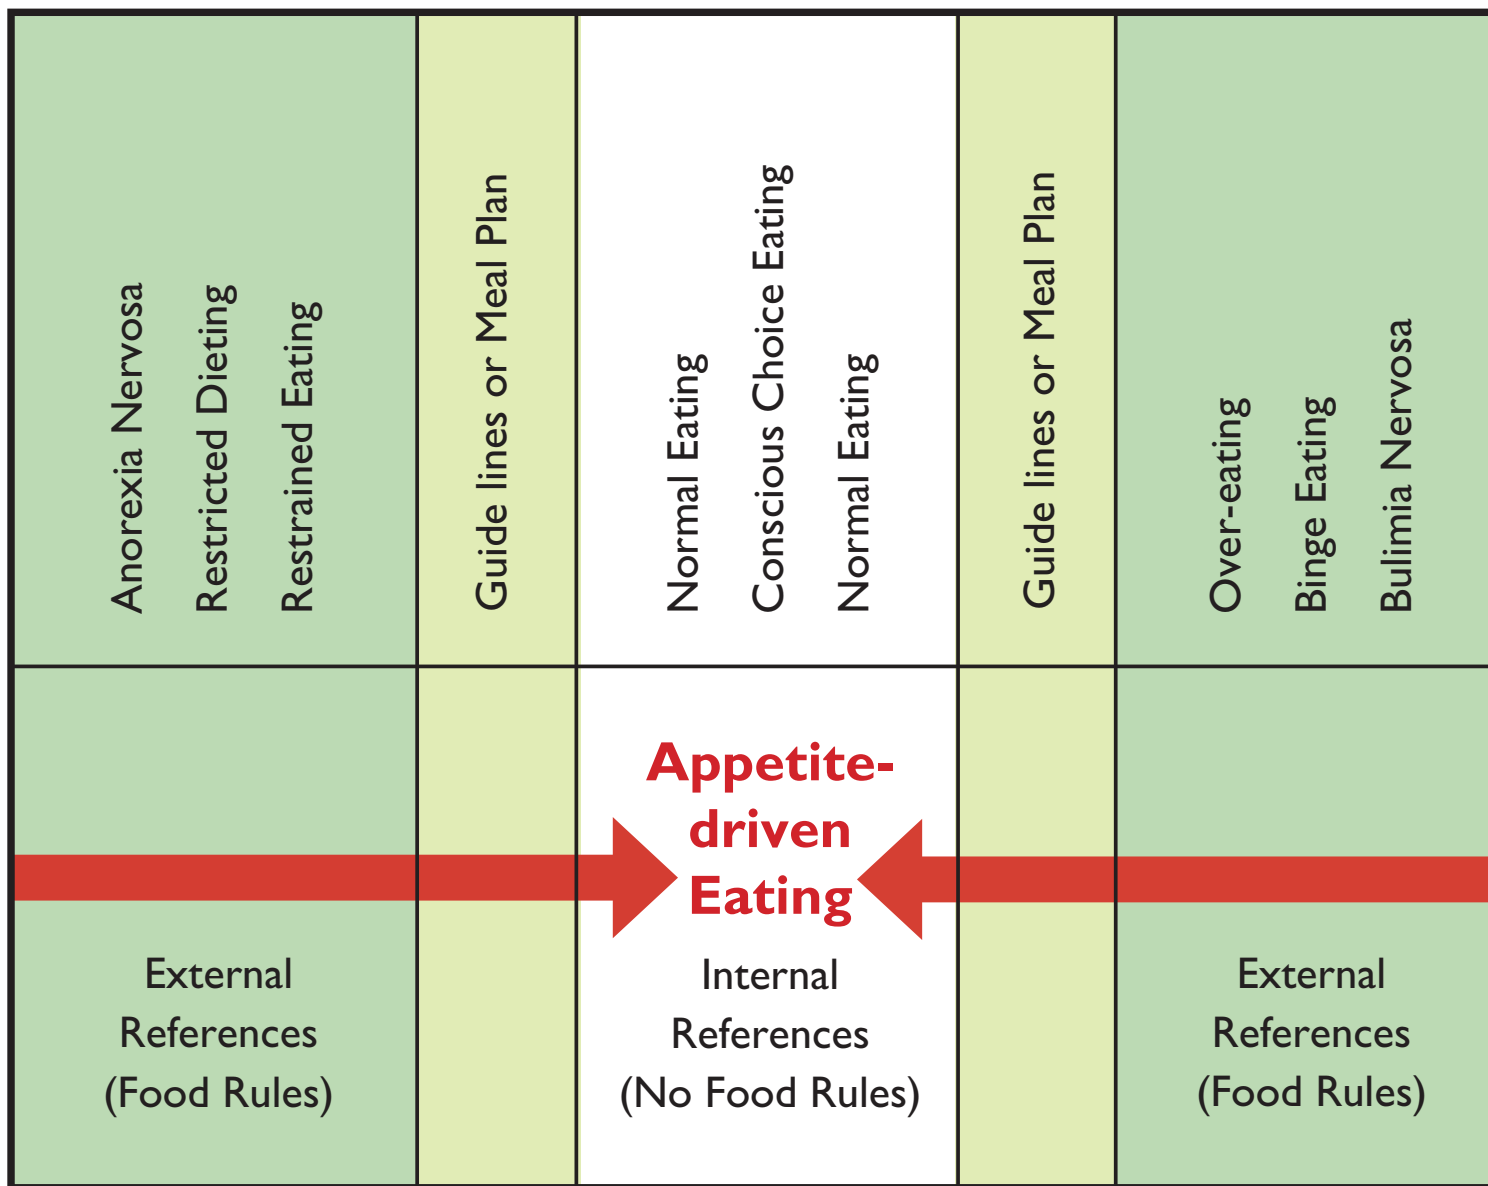 Anorexia Nervosa
Restricted Dieting
Restrained Eating
Guide lines or Meal Plan
Normal Eating
Conscious Choice Eating
Normal Eating
Guide lines or Meal Plan
Over-eating
Binge Eating
Bulimia Nervosa
Appetite-
driven
Eating
External
References
(Food Rules)
Internal
References
(No Food Rules)
External
References
(Food Rules)